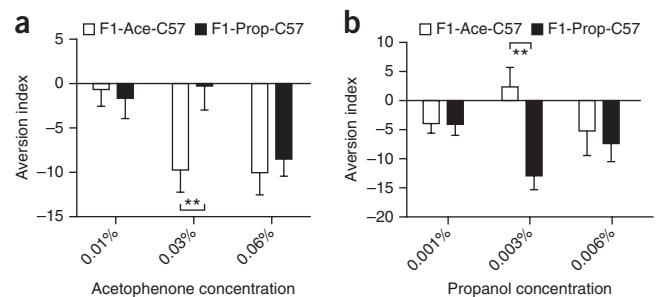 a
F1-Ace-C57 F1-Prop-C57
Aversion index
5
0
−5
−10
−15
**
0.01% 0.03% 0.06%
Acetophenone concentration
b
F1-Ace-C57 F1-Prop-C57
Aversion index
10
5
0
−5
−10
−15
−20
**
0.001% 0.003% 0.006%
Propanol concentration